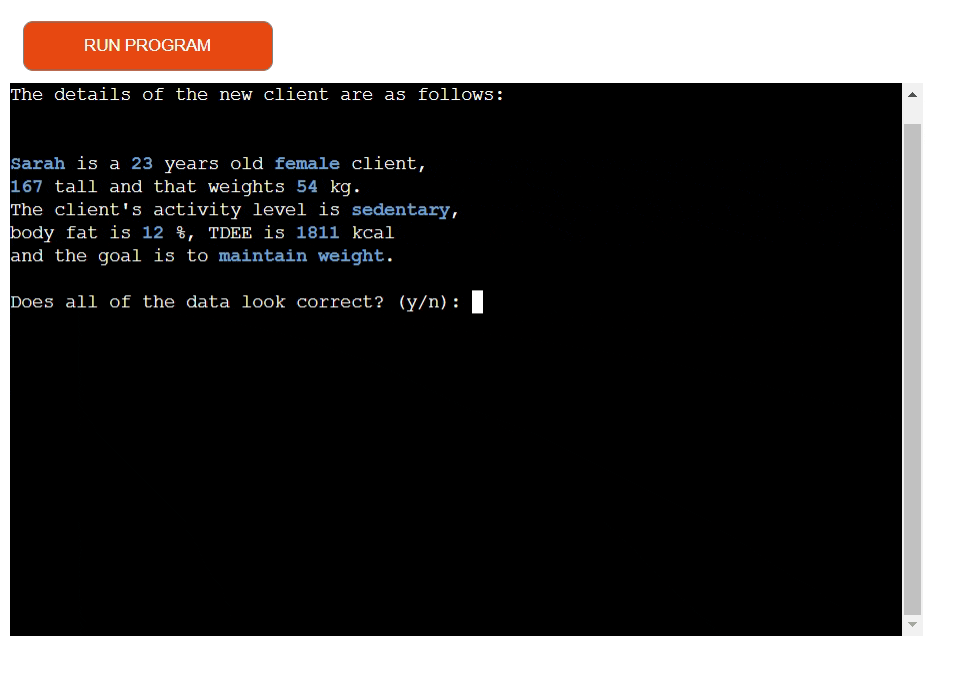 RUN PROGRAM
The details of the new client are as follows:
Sarah is a 23 years old female client,
167 tall and that weights 54 kg.
The client's activity level is sedentary,
body fat is 12 %, TDEE is 1811 kcal
and the goal is to maintain weight.
Does all of the data look correct? (y/n):